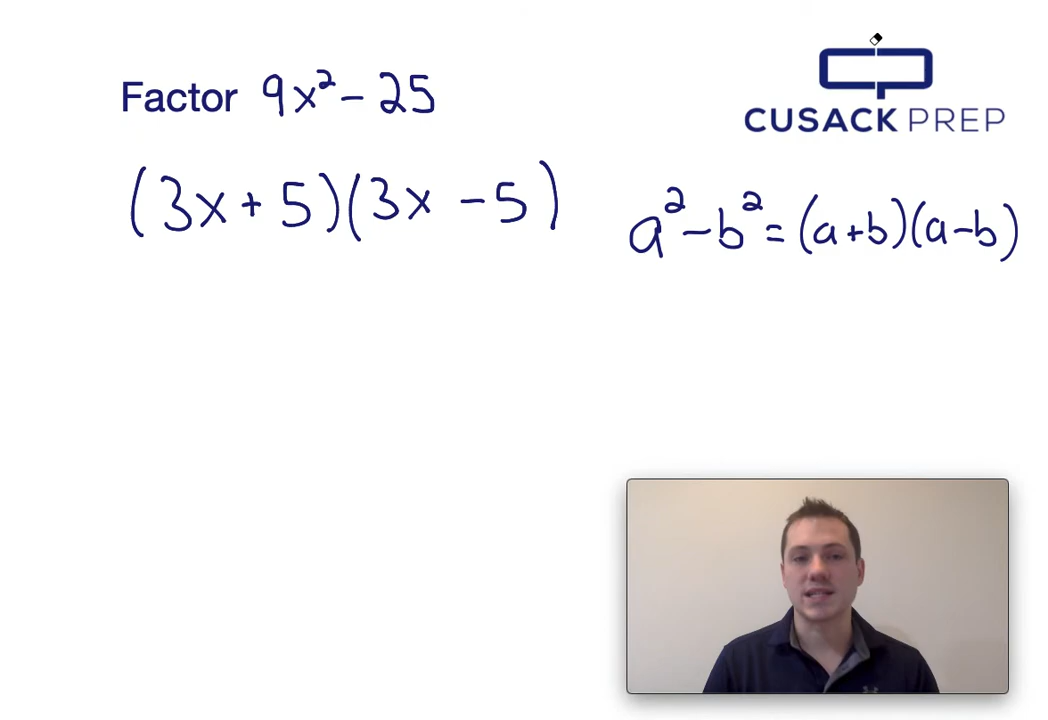 Factor 9x² - 25
CUSACK PREP
(3x + 5)(3x - 5)
a² - b² = (a+b)(a-b)